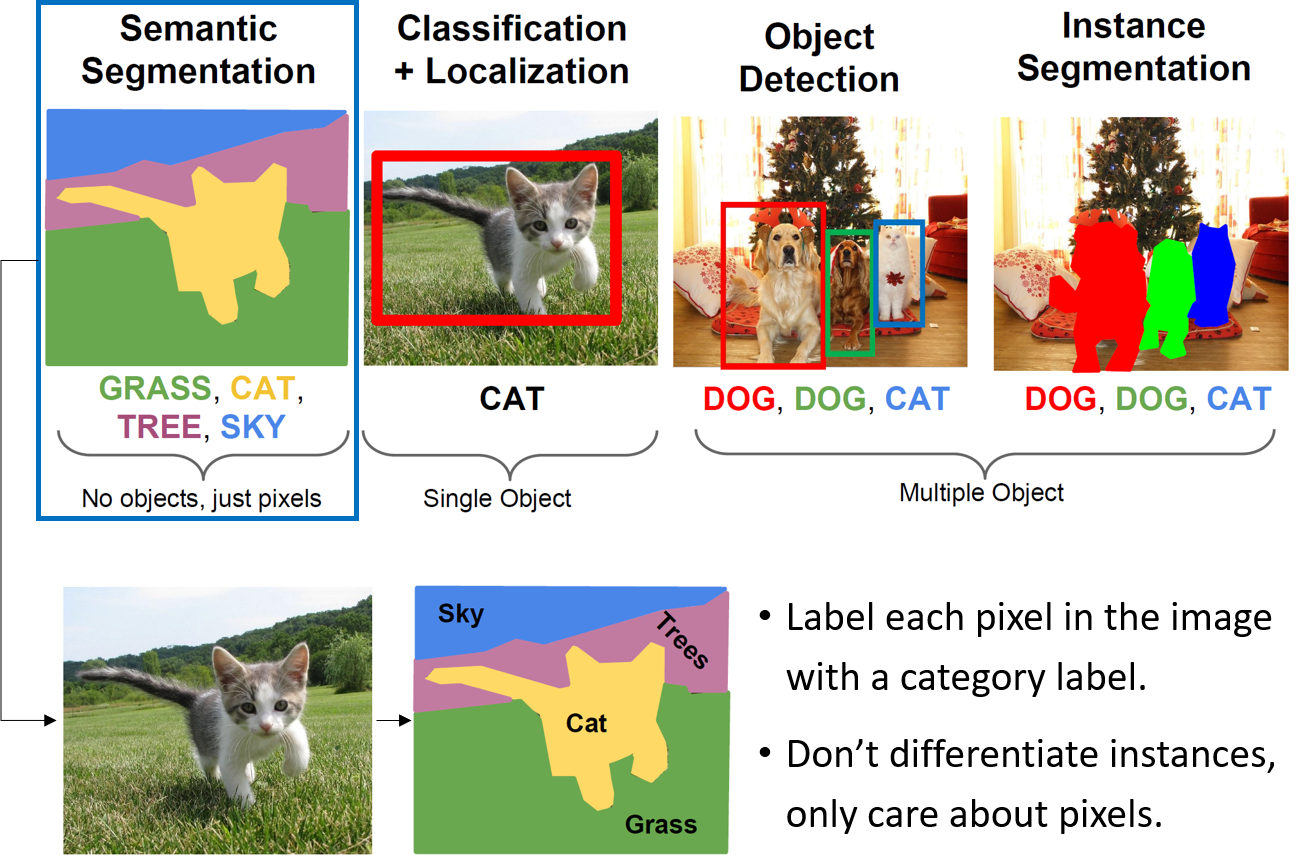 Semantic
Segmentation
Classification
+ Localization
Object
Detection
Instance
Segmentation
GRASS, CAT,
TREE, SKY
CAT
DOG, DOG, CAT
DOG, DOG, CAT
No objects, just pixels
Single Object
Multiple Object
Sky
Trees
Cat
Grass
• Label each pixel in the image
with a category label.
• Don’t differentiate instances,
only care about pixels.